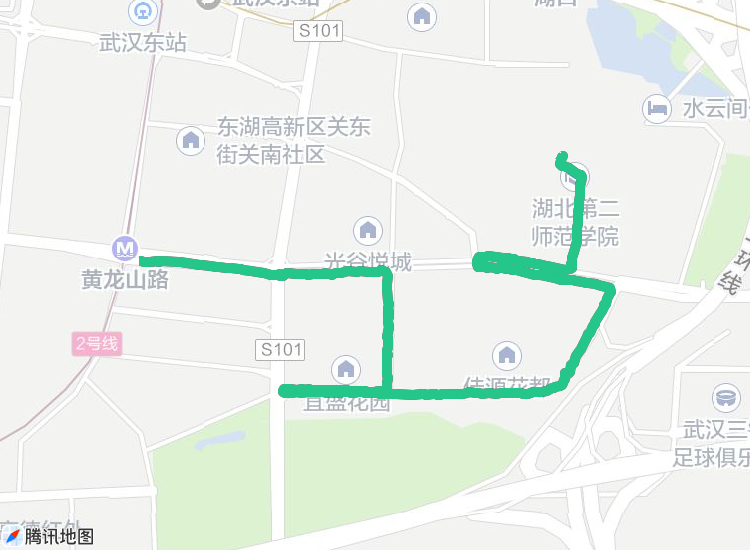 S101
武汉东站
水云间
东湖高新区关东
街关南社区
湖北第二
师范学院
光谷悦城
黄龙山路
环
线
2号线
S101
佳源花都
宜盛花园
武汉三
足球俱乐
腾讯地图